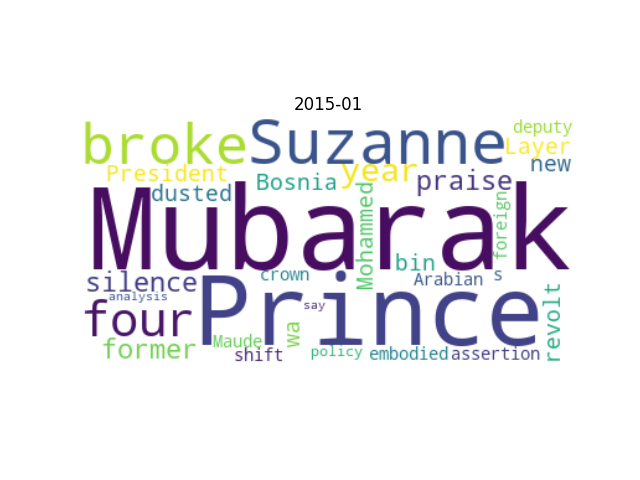 2015-01
broke Suzanne deputy
Layer
President year new
dusted Bosnia praise
Mubarak
Mohammed
foreign
silence crown bin Arabian s
analysis
four Prince
say
revolt
former Maude wa
shift policy embodied assertion